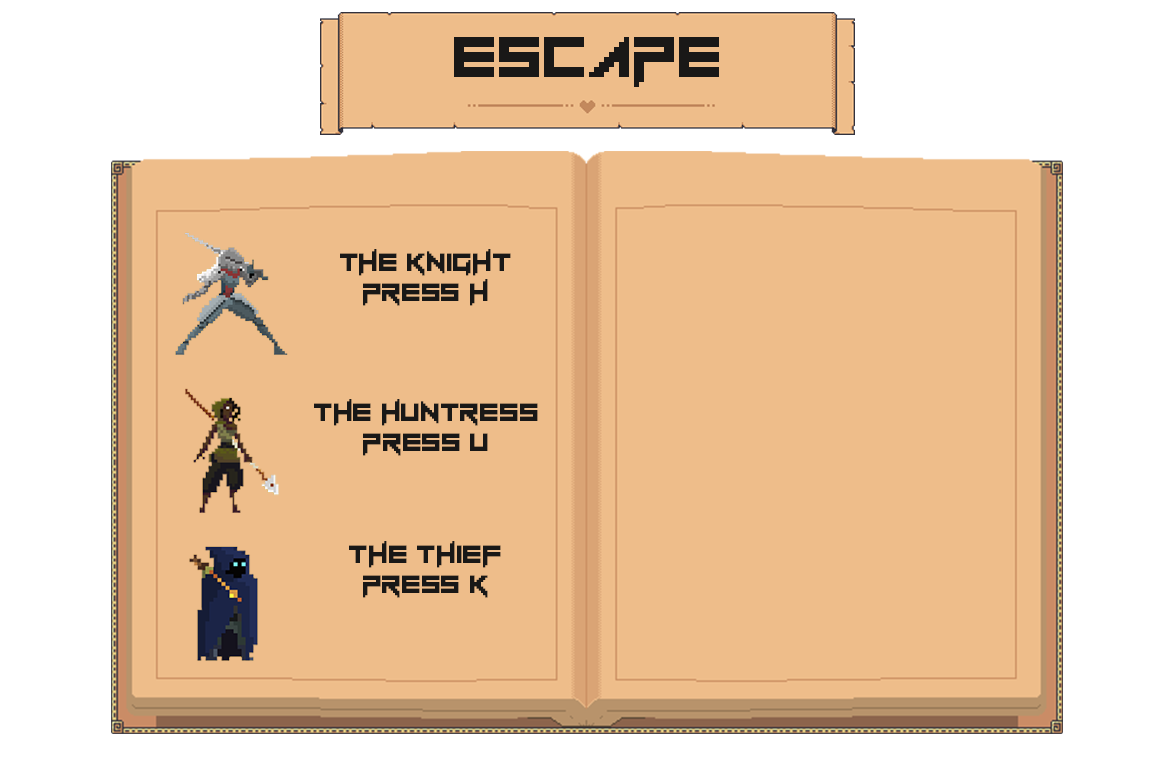 ESCAPE
THE KNIGHT
PRESS H
THE HUNTRESS
PRESS U
THE THIEF
PRESS K